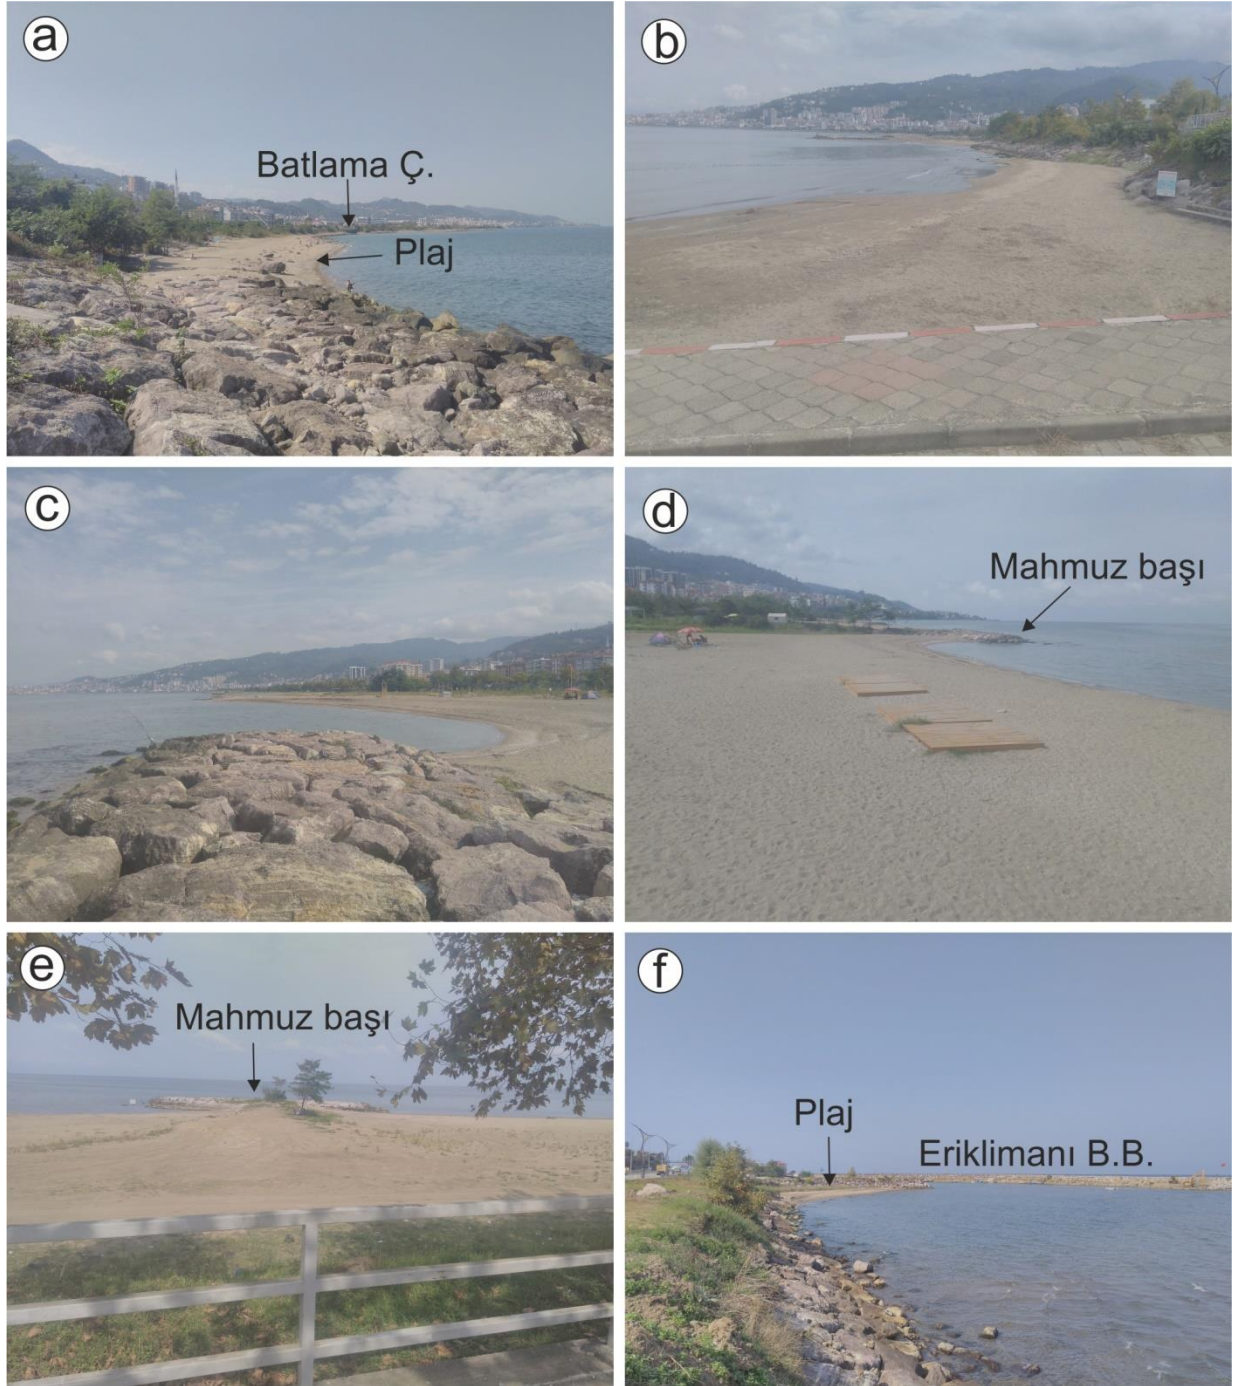 a
Batlama Ç.
Plaj
b
c
d
Mahmuz başı
e
Mahmuz başı
f
Plaj
Eriklimanı B.B.